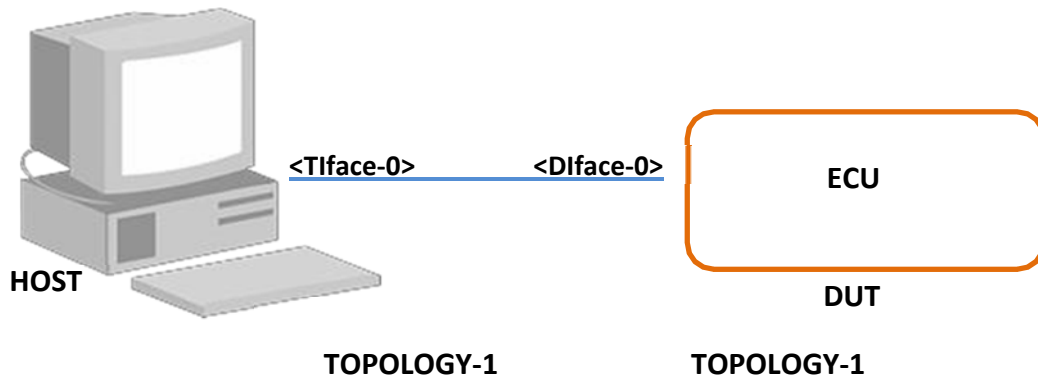 <TIface-0> <DIface-0>
ECU
HOST
DUT
TOPOLOGY-1 TOPOLOGY-1